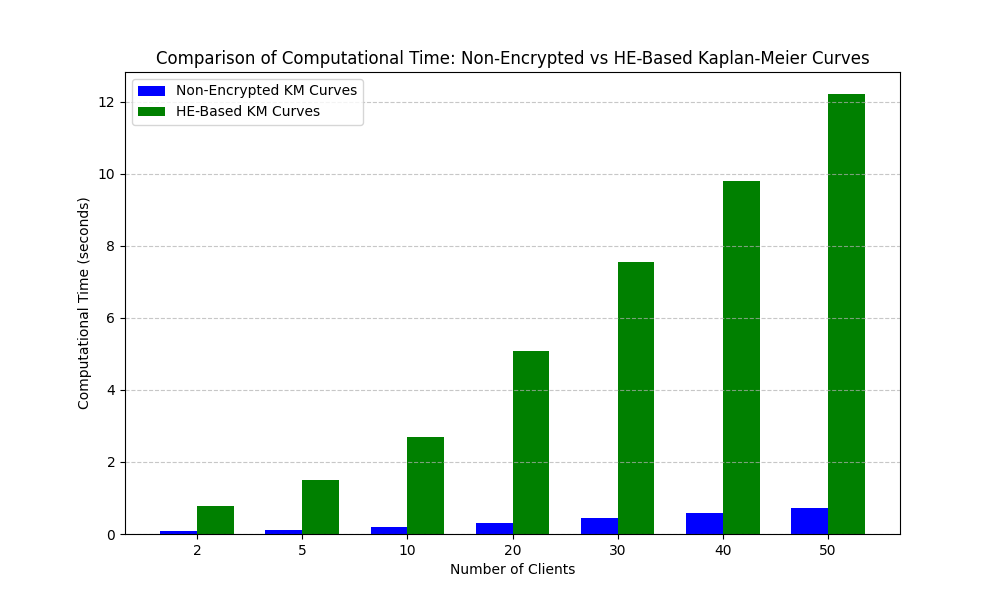 Comparison of Computational Time: Non-Encrypted vs HE-Based Kaplan-Meier Curves
Non-Encrypted KM Curves
HE-Based KM Curves
Computational Time (seconds)
12
10
8
6
4
2
0
2 5 10 20 30 40 50
Number of Clients